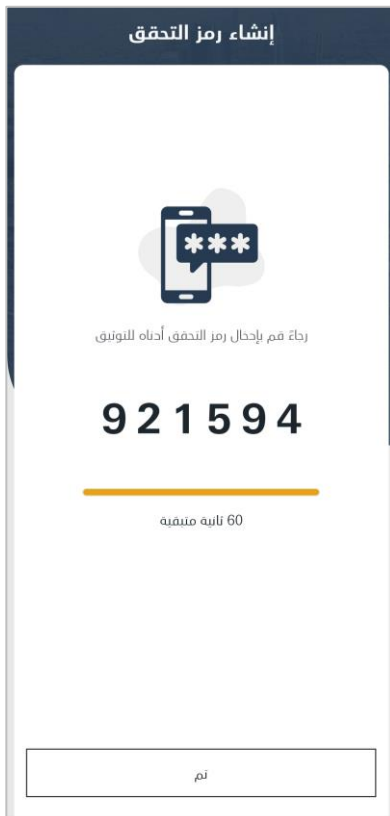 إنشاء رمز التحقق
***
رجاءً قم بإدخال رمز التحقق أدناه للتوثيق
921594
60 ثانية متبقية
تم